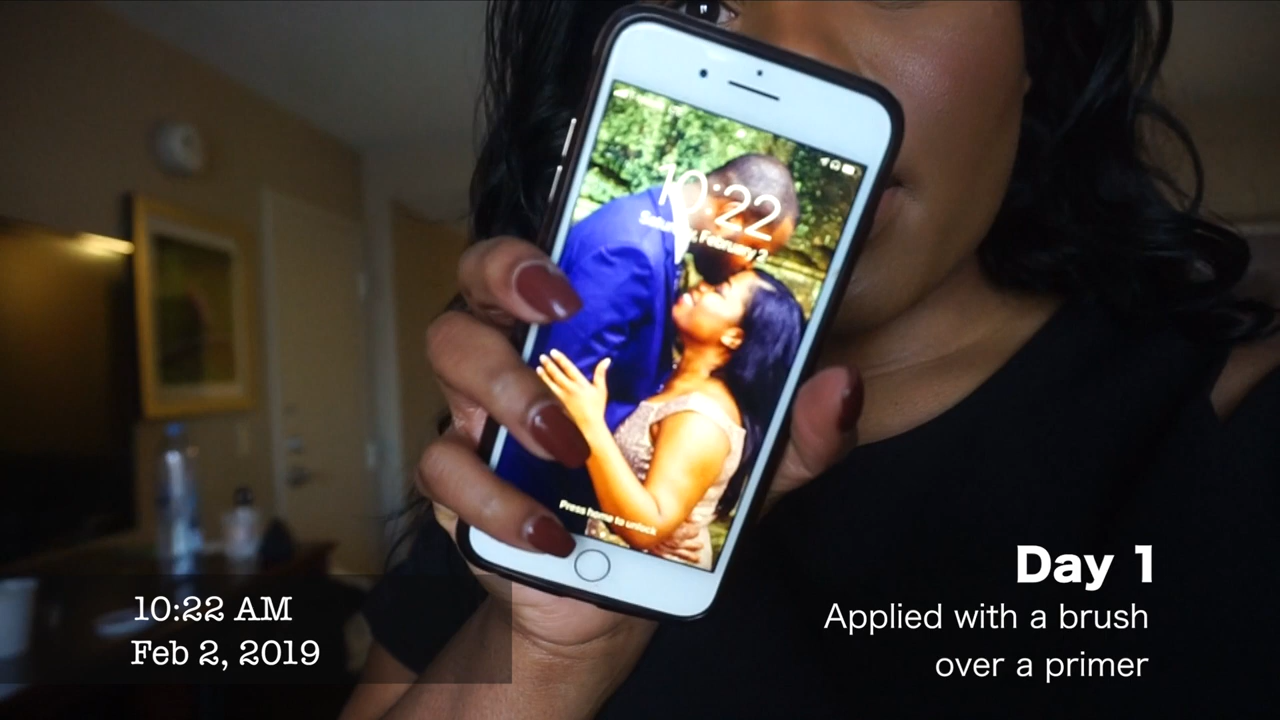 10:22
Saturday, February 2
Press home to unlock
10:22 AM
Feb 2, 2019
Day 1
Applied with a brush
over a primer